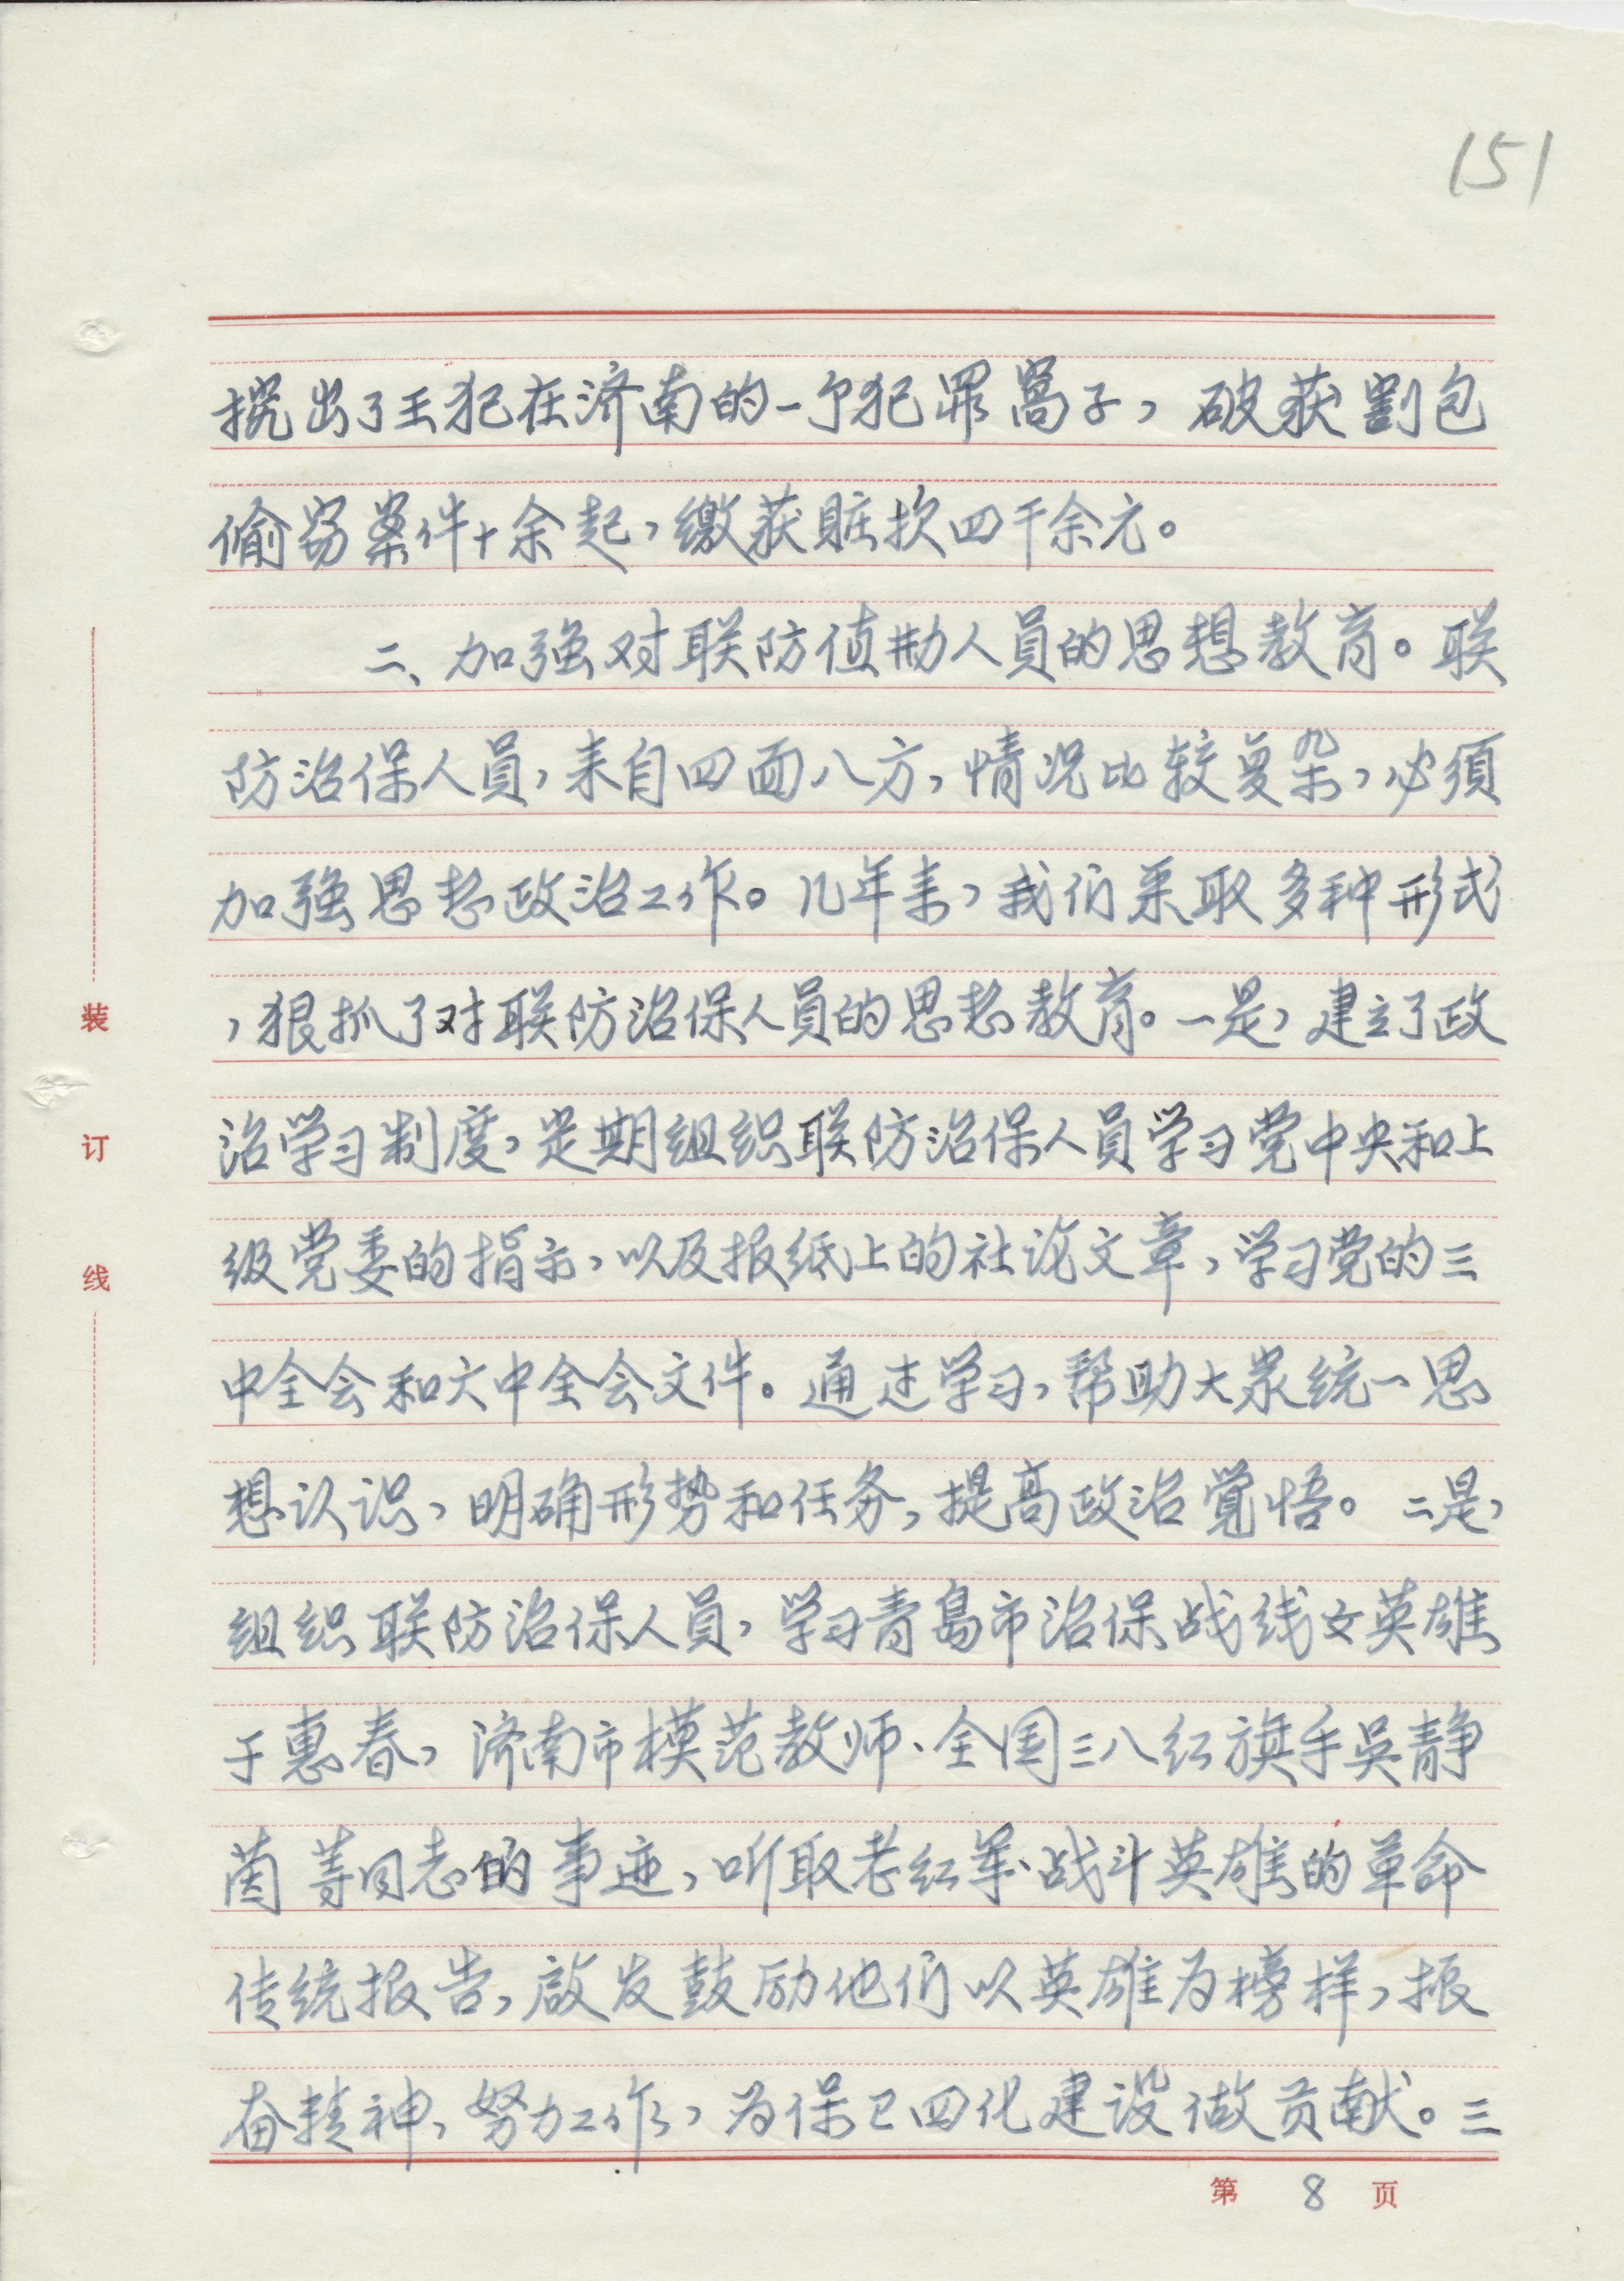 151
搅出了王犯在济南的一个犯罪窝子，破获割包
偷窃案件十余起，缴获赃款四千余元。
二、加强对联防值勤人員的思想教育。联
防治保人員，来自四面八方，情况比较复杂，必須
加强思想政治工作。几年来，我们采取多种形式
，狠抓了对联防治保人員的思想教育。一是，建立了政
治学习制度，定期组织联防治保人員学习党中央和上
级党委的指示，以及报纸上的社论文章，学习党的三
中全会和六中全会文件。通过学习，帮助大家统一思
想认识，明确形势和任务，提高政治觉悟。二是，
组织联防治保人員，学习青岛市治保战线女英雄
于惠春，济南市模范教师、全国三八红旗手吳静
茵等同志的事迹，听取老红军、战斗英雄的革命
传统报告，啟发鼓励他们以英雄为榜样，振
奋精神，努力工作，为保卫四化建设做贡献。三
装
订
线
第 8 页